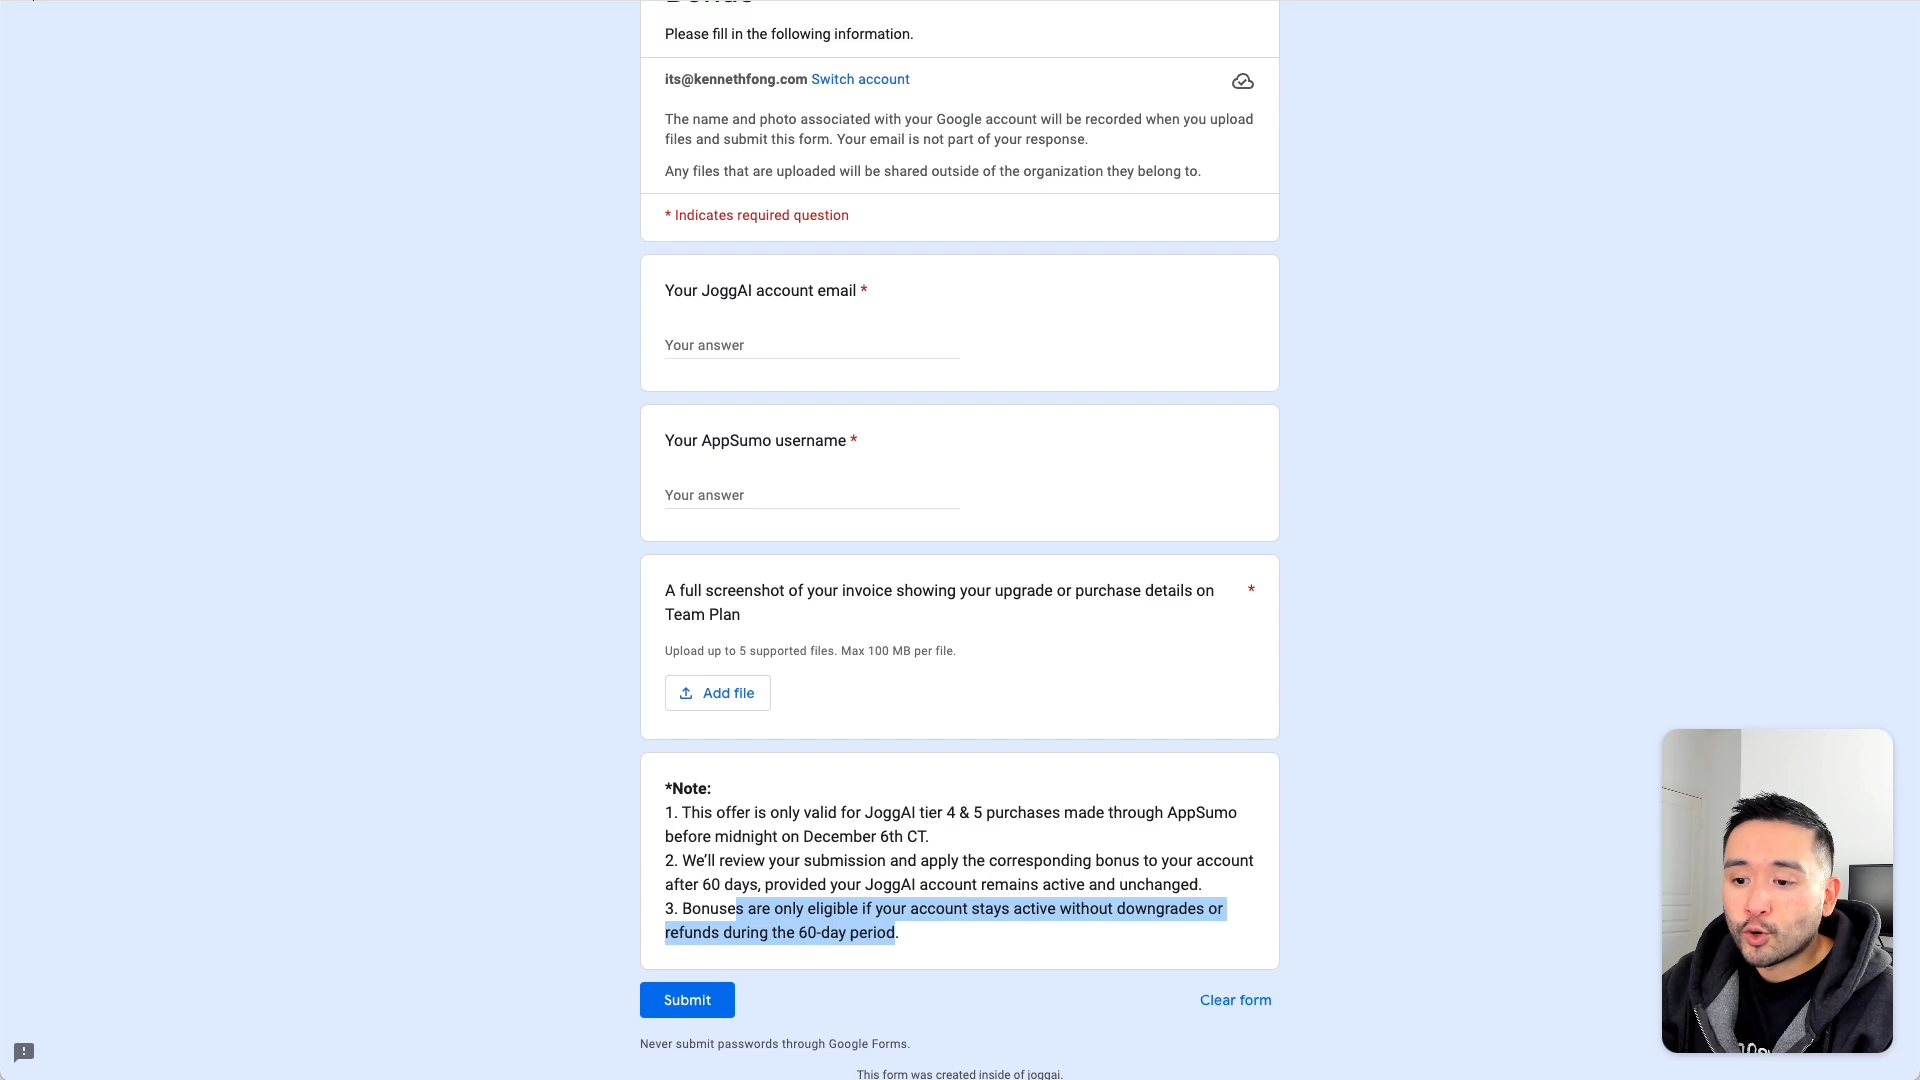 Please fill in the following information.
its@kennethfong.com Switch account
The name and photo associated with your Google account will be recorded when you upload
files and submit this form. Your email is not part of your response.
Any files that are uploaded will be shared outside of the organization they belong to.
* Indicates required question
Your JoggAI account email *
Your answer
Your AppSumo username *
Your answer
A full screenshot of your invoice showing your upgrade or purchase details on *
Team Plan
Upload up to 5 supported files. Max 100 MB per file.
Add file
*Note:
1. This offer is only valid for JoggAI tier 4 & 5 purchases made through AppSumo
before midnight on December 6th CT.
2. We’ll review your submission and apply the corresponding bonus to your account
after 60 days, provided your JoggAI account remains active and unchanged.
3. Bonuses are only eligible if your account stays active without downgrades or
refunds during the 60-day period.
Submit
Clear form
Never submit passwords through Google Forms.
This form was created inside of joggai.